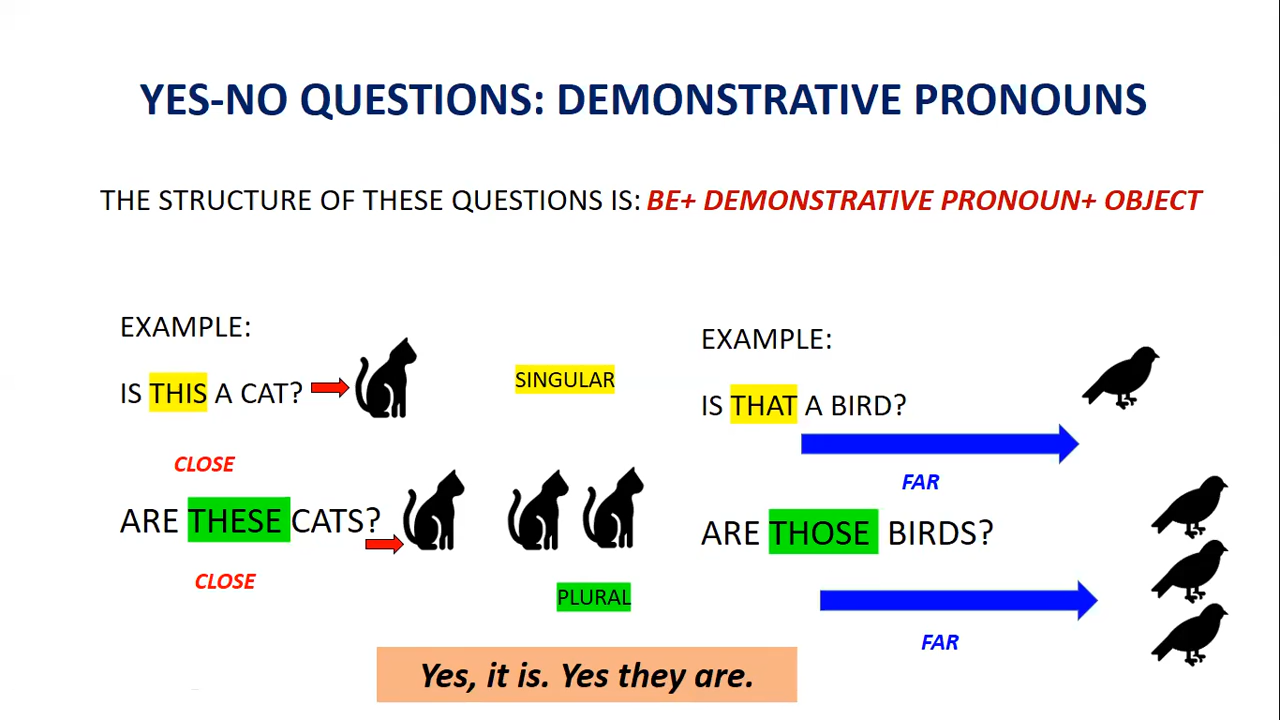 YES-NO QUESTIONS: DEMONSTRATIVE PRONOUNS
THE STRUCTURE OF THESE QUESTIONS IS: BE+ DEMONSTRATIVE PRONOUN+ OBJECT
EXAMPLE:
IS THIS A CAT?
CLOSE
ARE THESE CATS?
CLOSE
SINGULAR
PLURAL
EXAMPLE:
IS THAT A BIRD?
FAR
ARE THOSE BIRDS?
FAR
Yes, it is. Yes they are.